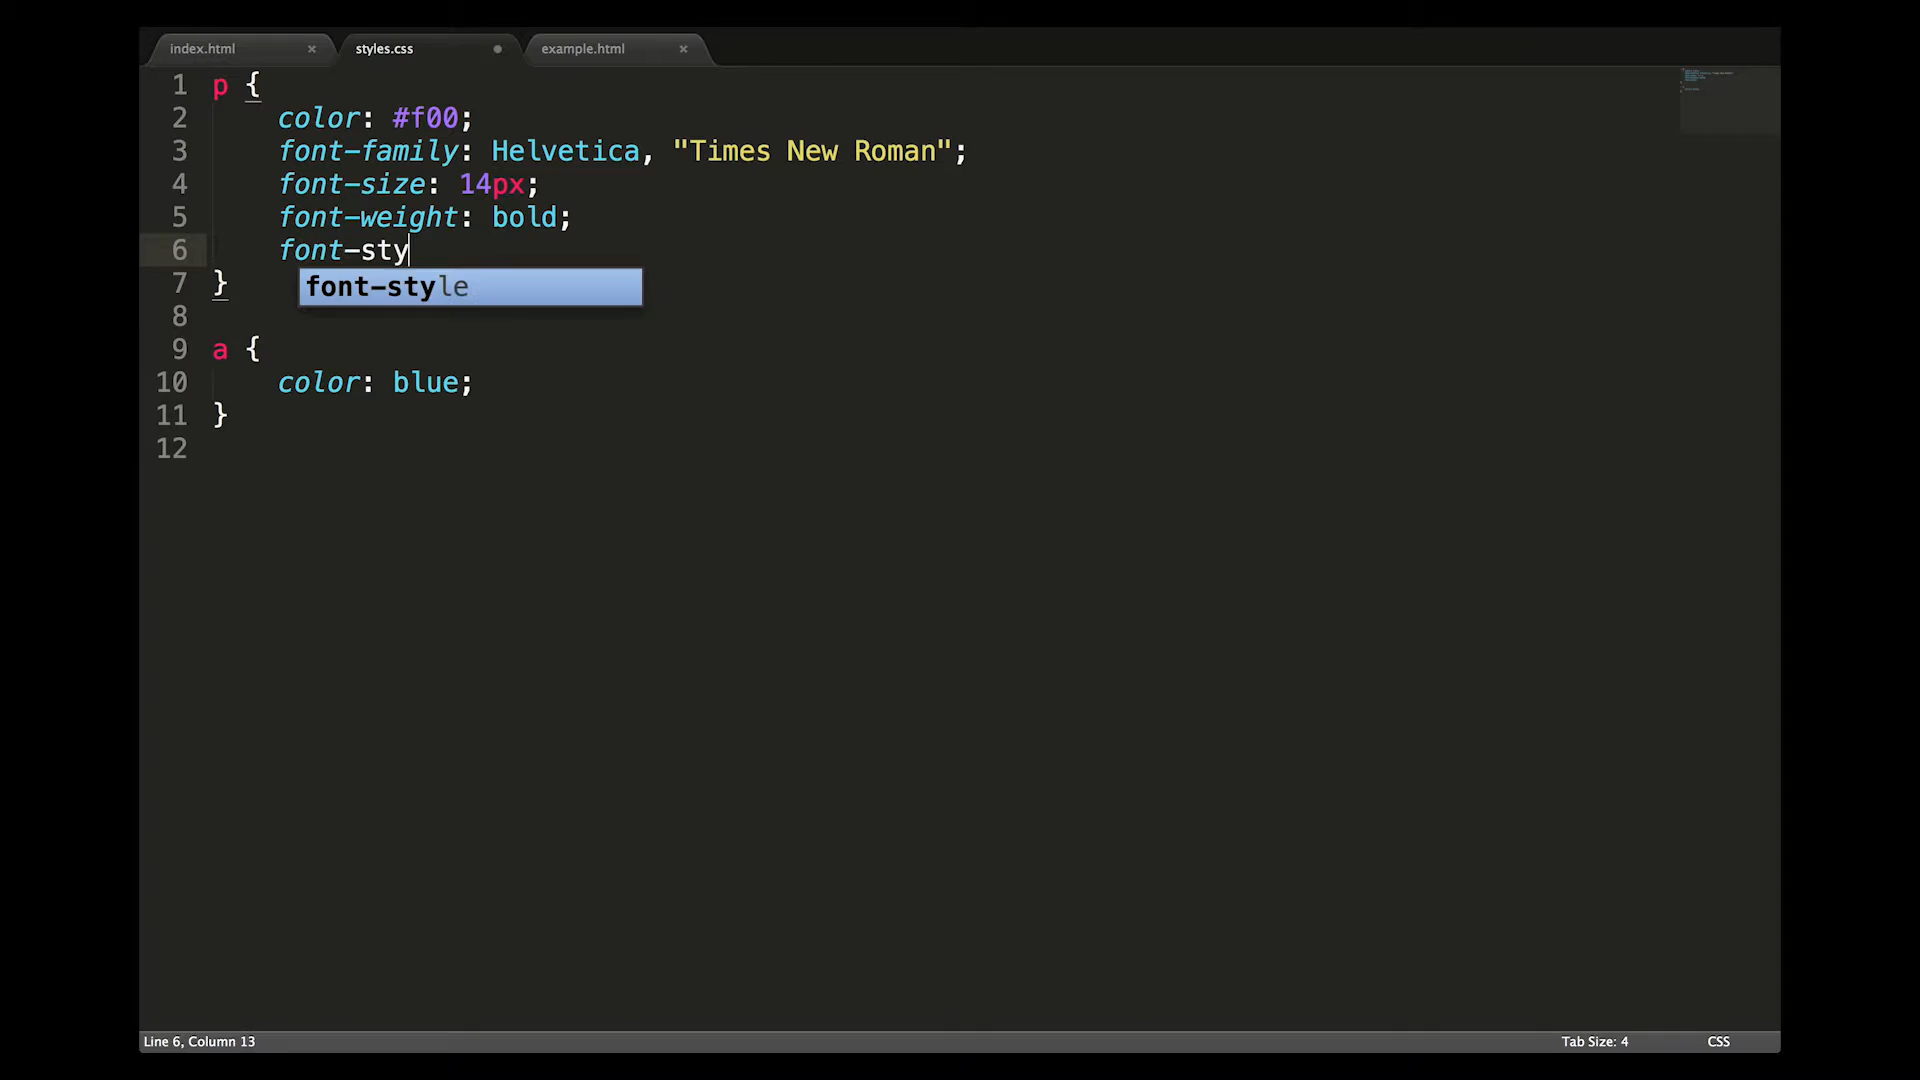 index.html × styles.css example.html ×
1 p {
2 color: #f00;
3 font-family: Helvetica, "Times New Roman";
4 font-size: 14px;
5 font-weight: bold;
6 font-sty
font-style
7 }
8
9 a {
10 color: blue;
11 }
12
Line 6, Column 13 Tab Size: 4 CSS